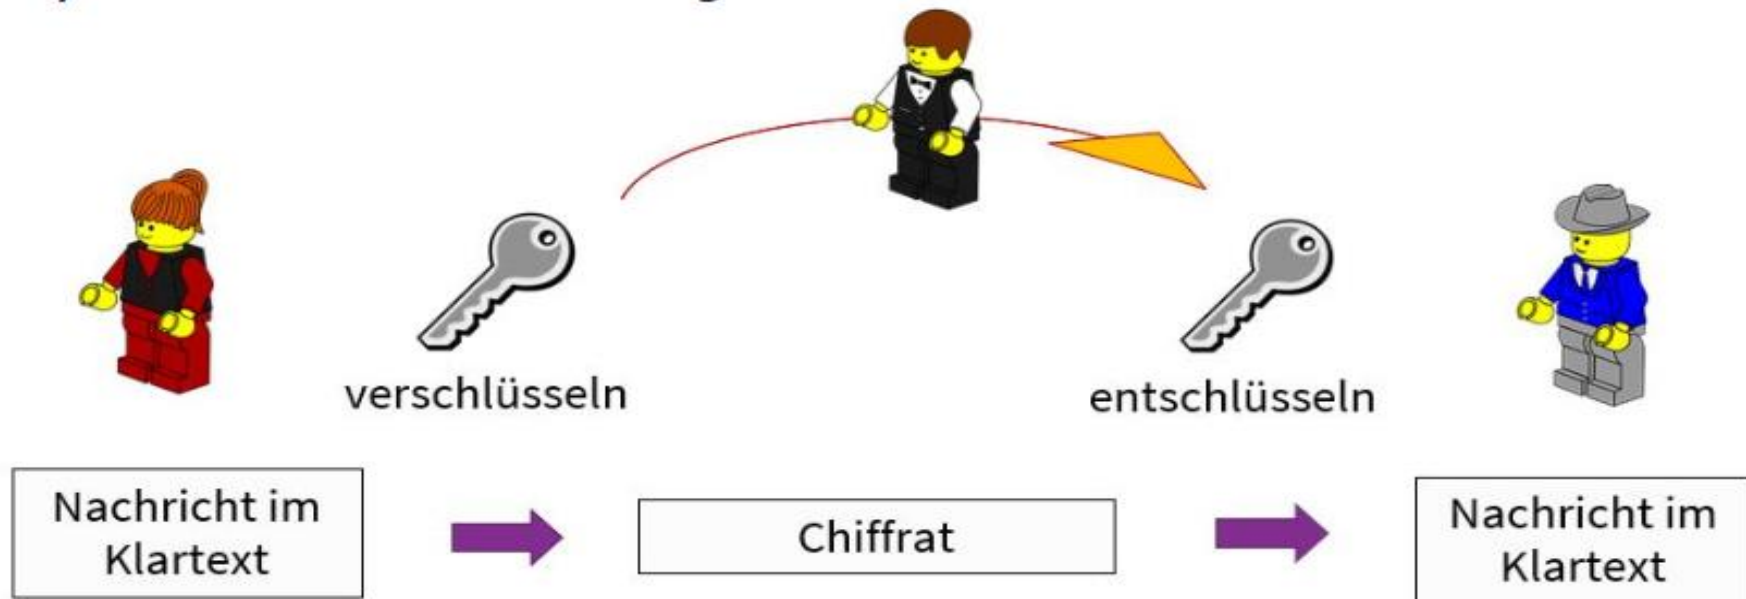 verschlüsseln
entschlüsseln
Nachricht im
Klartext
Chiffrat
Nachricht im
Klartext